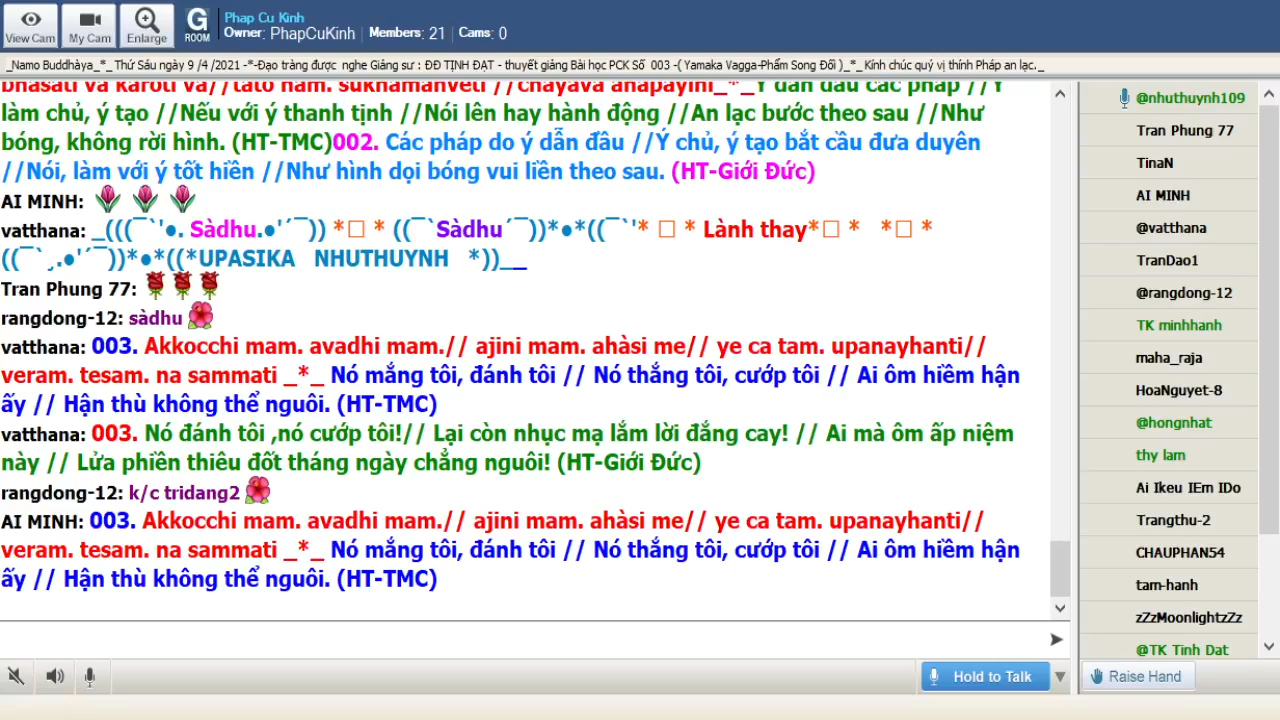 View Cam
My Cam
Enlarge
G
ROOM
Phap Cu Kinh
Owner: PhapCuKinh | Members: 21 | Cams: 0
_Namo Buddhàya_*_ Thứ Sáu ngày 9 /4 /2021 -*-Đạo tràng được nghe Giảng sư : ĐĐ TỊNH ĐẠT - thuyết giảng Bài học PCK Số 003 -( Yamaka Vagga-Phẩm Song Đối )_*_ Kính chúc quý vị thính Pháp an lạc._
bhasati và karoti và// tato nam. sukhamanveti //chàyàva anapàyinì_*_Ý dẫn đầu các pháp //Ý
làm chủ, ý tạo //Nếu với ý thanh tịnh //Nói lên hay hành động //An lạc bước theo sau //Như
bóng, không rời hình. (HT-TMC)002. Các pháp do ý dẫn đầu //Ý chủ, ý tạo bắt cầu đưa duyên
//Nói, làm với ý tốt hiền //Như hình dọi bóng vui liền theo sau. (HT-Giới Đức)
AI MINH:
vatthana: _(((¯`'●. Sàdhu.●'´¯)) *□ * ((¯`Sàdhu´¯))*●*((¯`'* □ * Lành thay*□ * *□ *
((¯`¸.●'´¯))*●*((*UPASIKA NHUTHUYNH *))__
Tran Phung 77:
rangdong-12: sàdhu
vatthana: 003. Akkocchi mam. avadhi mam.// ajini mam. ahàsi me// ye ca tam. upanayhanti//
veram. tesam. na sammati _*_ Nó mắng tôi, đánh tôi // Nó thắng tôi, cướp tôi // Ai ôm hiềm hận
ấy // Hận thù không thể nguôi. (HT-TMC)
vatthana: 003. Nó đánh tôi ,nó cướp tôi!// Lại còn nhục mạ lắm lời đắng cay! // Ai mà ôm ấp niệm
này // Lửa phiền thiêu đốt tháng ngày chẳng nguôi! (HT-Giới Đức)
rangdong-12: k/c tridang2
AI MINH: 003. Akkocchi mam. avadhi mam.// ajini mam. ahàsi me// ye ca tam. upanayhanti//
veram. tesam. na sammati _*_ Nó mắng tôi, đánh tôi // Nó thắng tôi, cướp tôi // Ai ôm hiềm hận
ấy // Hận thù không thể nguôi. (HT-TMC)
@nhuthuynh109
Tran Phung 77
TinaN
AI MINH
@vatthana
TranDao1
@rangdong-12
TK minhhanh
maha_raja
HoaNguyet-8
@hongnhat
thy lam
Ai Ikeu IEm IDo
Trangthu-2
CHAUPHAN54
tam-hanh
zZzMoonlightzZz
@TK Tinh Dat
Hold to Talk
Raise Hand